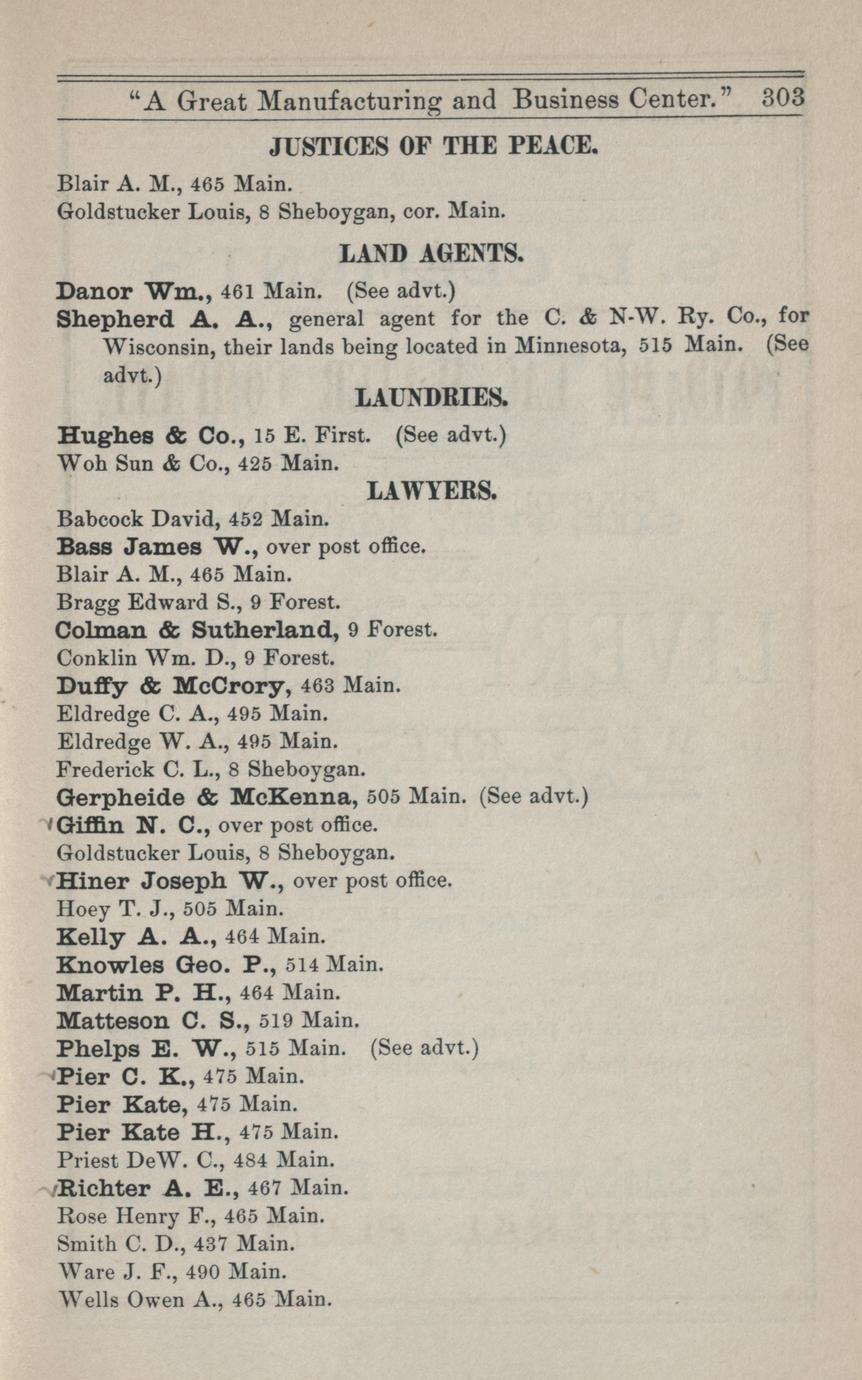 “A Great Manufacturing and Business Center.” 303
JUSTICES OF THE PEACE.
Blair A. M., 465 Main.
Goldstucker Louis, 8 Sheboygan, cor. Main.
LAND AGENTS.
Danor Wm., 461 Main. (See advt.)
Shepherd A. A., general agent for the C. & N-W. Ry. Co., for
Wisconsin, their lands being located in Minnesota, 515 Main. (See
advt.)
LAUNDRIES.
Hughes & Co., 15 E. First. (See advt.)
Woh Sun & Co., 425 Main.
LAWYERS.
Babcock David, 452 Main.
Bass James W., over post office.
Blair A. M., 465 Main.
Bragg Edward S., 9 Forest.
Colman & Sutherland, 9 Forest.
Conklin Wm. D., 9 Forest.
Duffy & McCrory, 463 Main.
Eldredge C. A., 495 Main.
Eldredge W. A., 495 Main.
Frederick C. L., 8 Sheboygan.
Gerpheide & McKenna, 505 Main. (See advt.)
Giffin N. C., over post office.
Goldstucker Louis, 8 Sheboygan.
Hiner Joseph W., over post office.
Hoey T. J., 505 Main.
Kelly A. A., 464 Main.
Knowles Geo. P., 514 Main.
Martin P. H., 464 Main.
Matteson C. S., 519 Main.
Phelps E. W., 515 Main. (See advt.)
Pier C. K., 475 Main.
Pier Kate, 475 Main.
Pier Kate H., 475 Main.
Priest DeW. C., 484 Main.
Richter A. E., 467 Main.
Rose Henry F., 465 Main.
Smith C. D., 437 Main.
Ware J. F., 490 Main.
Wells Owen A., 465 Main.